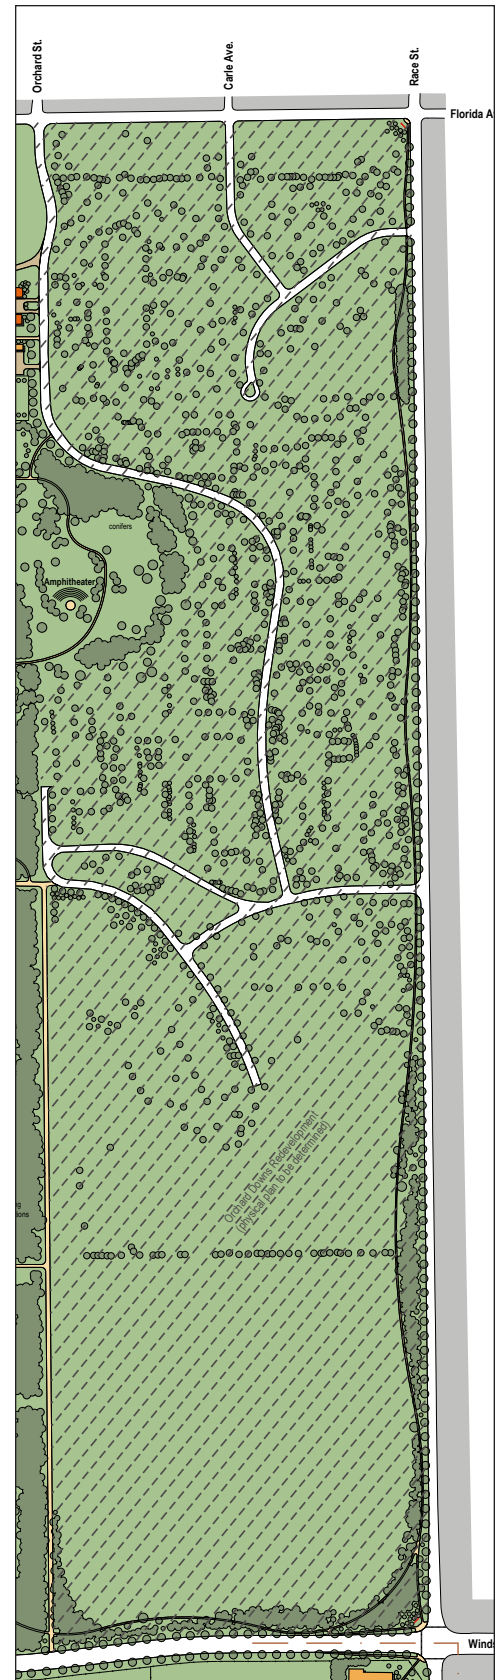 Orchard St.
Carle Ave.
Race St.
Florida A
conifers
Amphitheater
Orchard Downs Redevelopment
(physical plan to be determined)
Winds